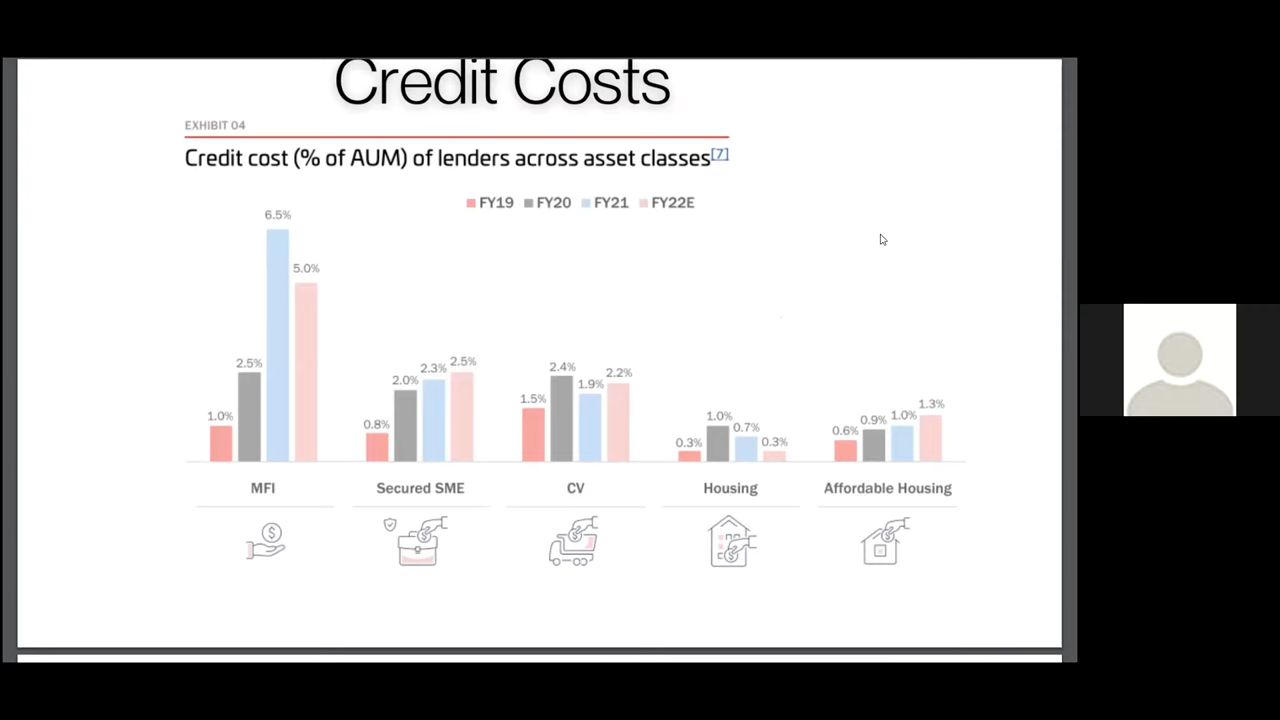 Credit Costs
EXHIBIT 04
Credit cost (% of AUM) of lenders across asset classes[7]
FY19 FY20 FY21 FY22E
1.0% 2.5% 6.5% 5.0%
0.8% 2.0% 2.3% 2.5%
1.5% 2.4% 1.9% 2.2%
0.3% 1.0% 0.7% 0.3%
0.6% 0.9% 1.0% 1.3%
MFI Secured SME CV Housing Affordable Housing